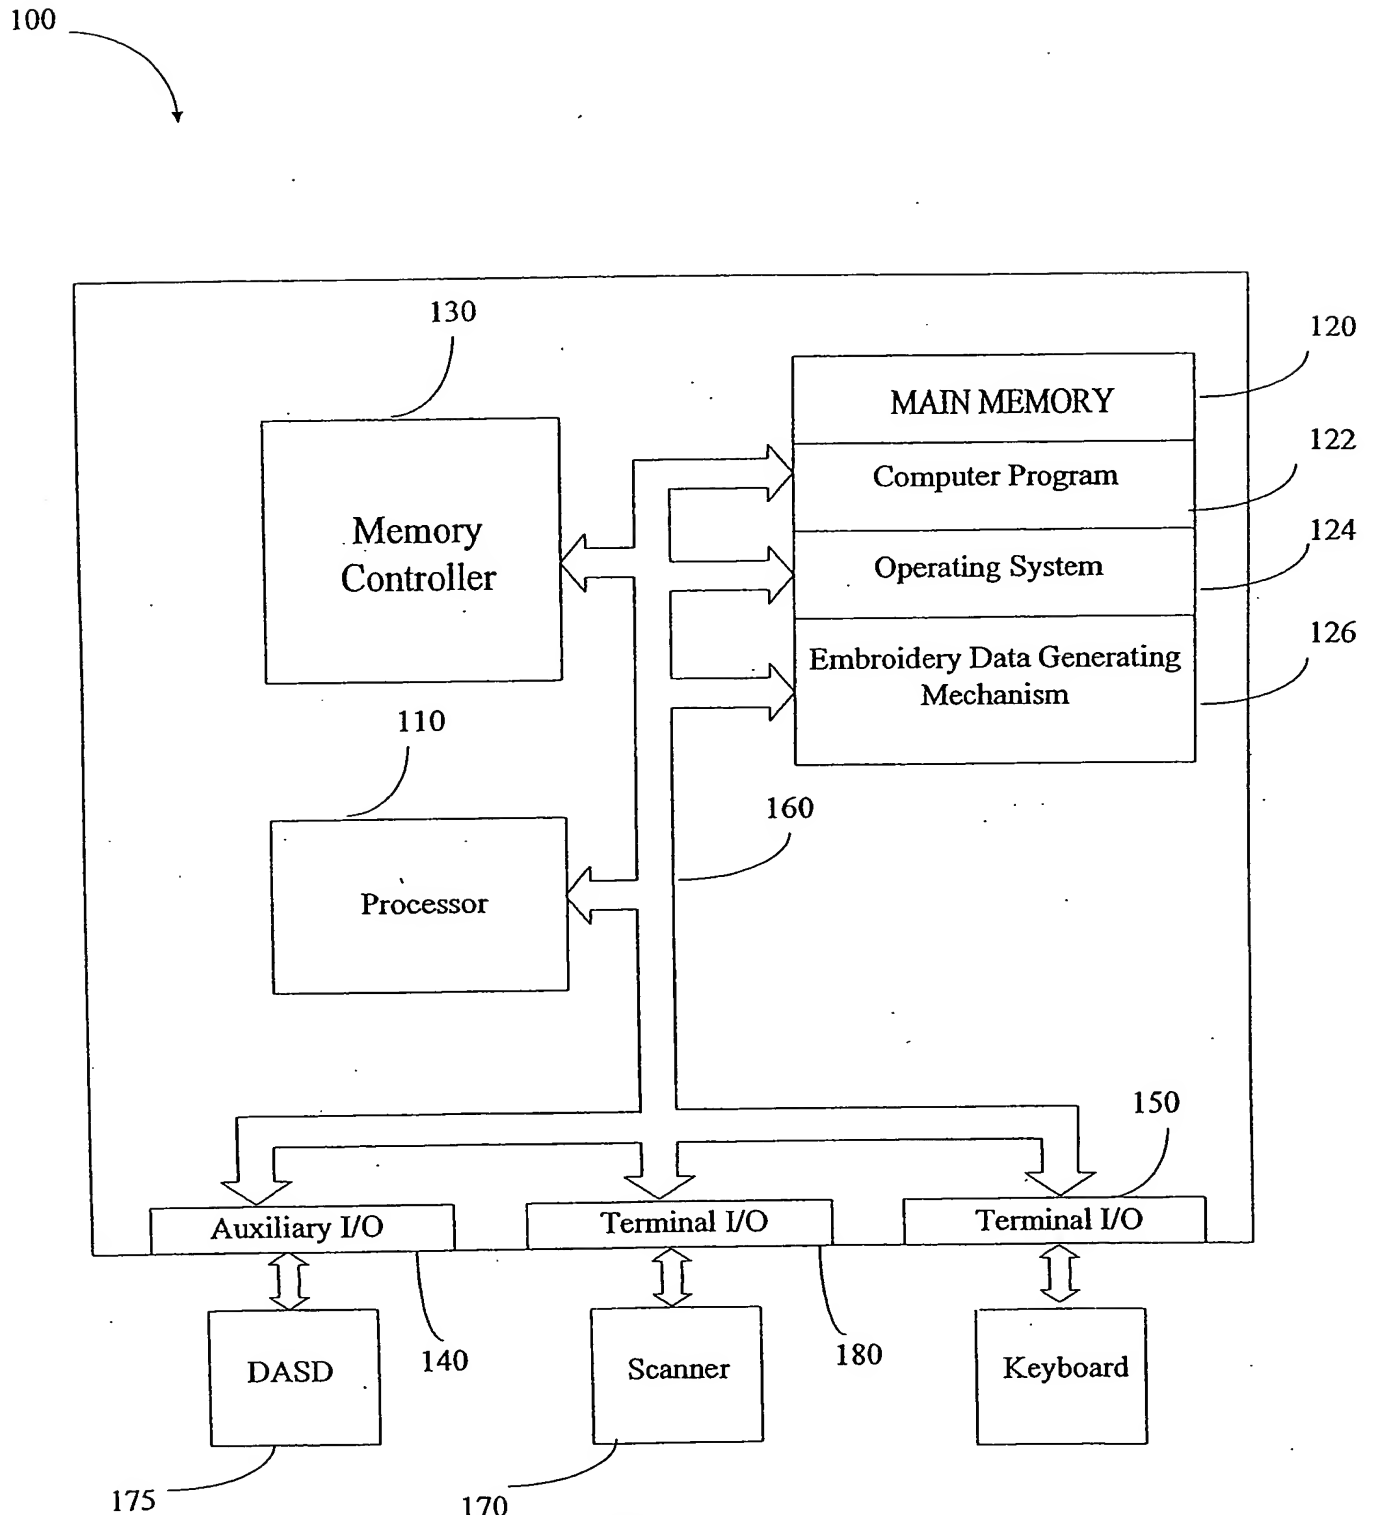 100
130
120
MAIN MEMORY
122
Computer Program
124
Memory
Controller
Operating System
126
Embroidery Data Generating
Mechanism
110
160
Processor
150
Auxiliary I/O
Terminal I/O
Terminal I/O
140
180
DASD
Scanner
Keyboard
175
170